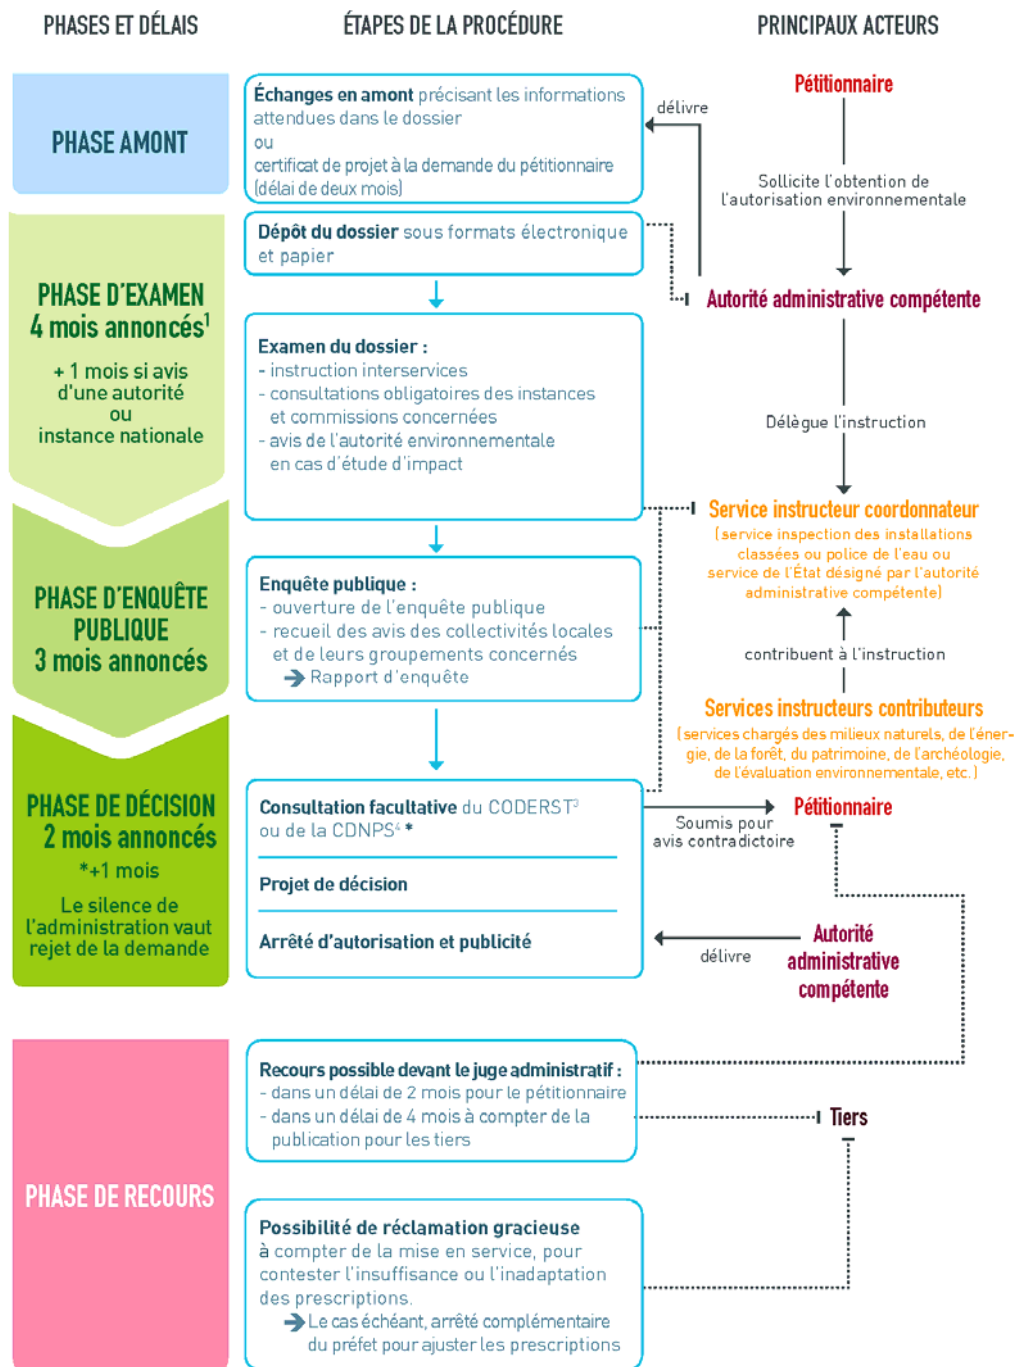 PHASES ET DÉLAIS
ÉTAPES DE LA PROCÉDURE
PRINCIPAUX ACTEURS
PHASE AMONT
Échanges en amont précisant les informations
attendues dans le dossier
ou
certificat de projet à la demande du pétitionnaire
(délai de deux mois)
délivre
Pétitionnaire
Sollicite l'obtention de
l'autorisation environnementale
PHASE D'EXAMEN
4 mois annoncés¹
+ 1 mois si avis
d'une autorité
ou
instance nationale
Dépôt du dossier sous formats électronique
et papier
Autorité administrative compétente
Examen du dossier :
- instruction interservices
- consultations obligatoires des instances
et commissions concernées
- avis de l'autorité environnementale
en cas d'étude d'impact
Délègue l'instruction
Service instructeur coordonnateur
(service inspection des installations
classées ou police de l'eau ou
service de l'État désigné par l'autorité
administrative compétente)
PHASE D'ENQUÊTE
PUBLIQUE
3 mois annoncés
Enquête publique :
- ouverture de l'enquête publique
- recueil des avis des collectivités locales
et de leurs groupements concernés
➔ Rapport d'enquête
contribuent à l'instruction
Services instructeurs contributeurs
(services chargés des milieux naturels, de l'éner-
gie, de la forêt, du patrimoine, de l'archéologie,
de l'évaluation environnementale, etc.)
PHASE DE DÉCISION
2 mois annoncés
*+1 mois
Le silence de
l'administration vaut
rejet de la demande
Consultation facultative du CODERST³
ou de la CDNPS⁴ *
Projet de décision
Arrêté d'autorisation et publicité
Soumis pour
avis contradictoire
Pétitionnaire
délivre
Autorité
administrative
compétente
PHASE DE RECOURS
Recours possible devant le juge administratif :
- dans un délai de 2 mois pour le pétitionnaire
- dans un délai de 4 mois à compter de la
publication pour les tiers
Tiers
Possibilité de réclamation gracieuse
à compter de la mise en service, pour
contester l'insuffisance ou l'inadaptation
des prescriptions.
➔ Le cas échéant, arrêté complémentaire
du préfet pour ajuster les prescriptions